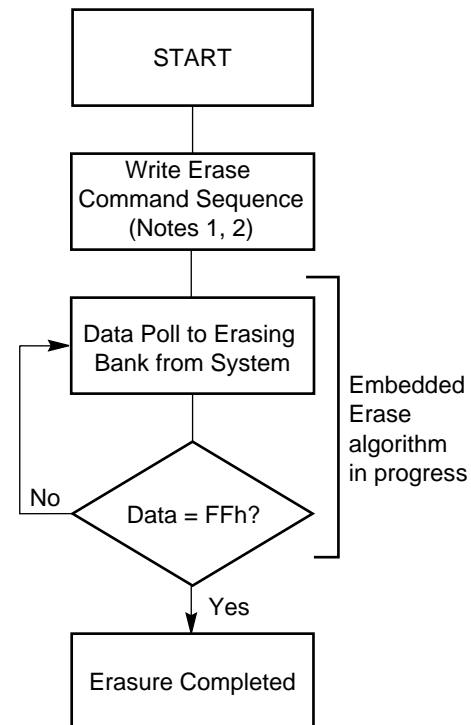 START
Write Erase
Command Sequence
(Notes 1, 2)
Data Poll to Erasing
Bank from System
Embedded
Erase
algorithm
in progress
No
Data = FFh?
Yes
Erasure Completed